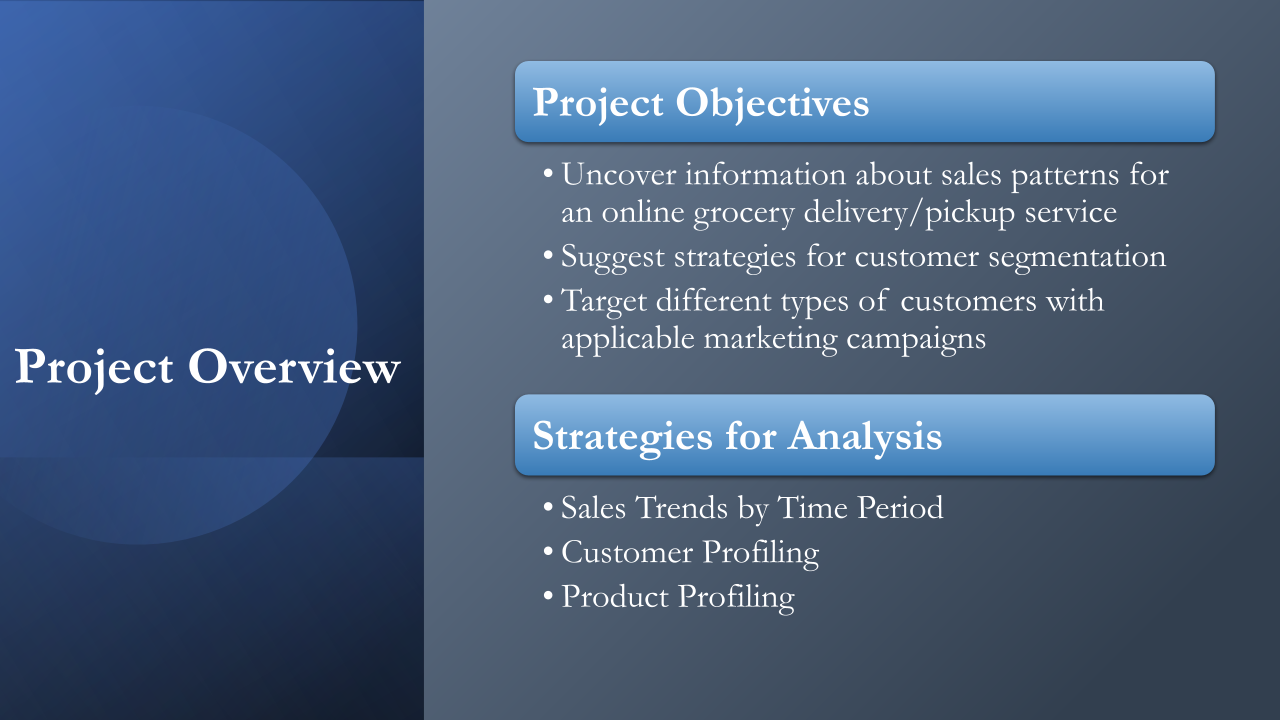 Project Overview
Project Objectives
• Uncover information about sales patterns for
an online grocery delivery/pickup service
• Suggest strategies for customer segmentation
• Target different types of customers with
applicable marketing campaigns
Strategies for Analysis
• Sales Trends by Time Period
• Customer Profiling
• Product Profiling